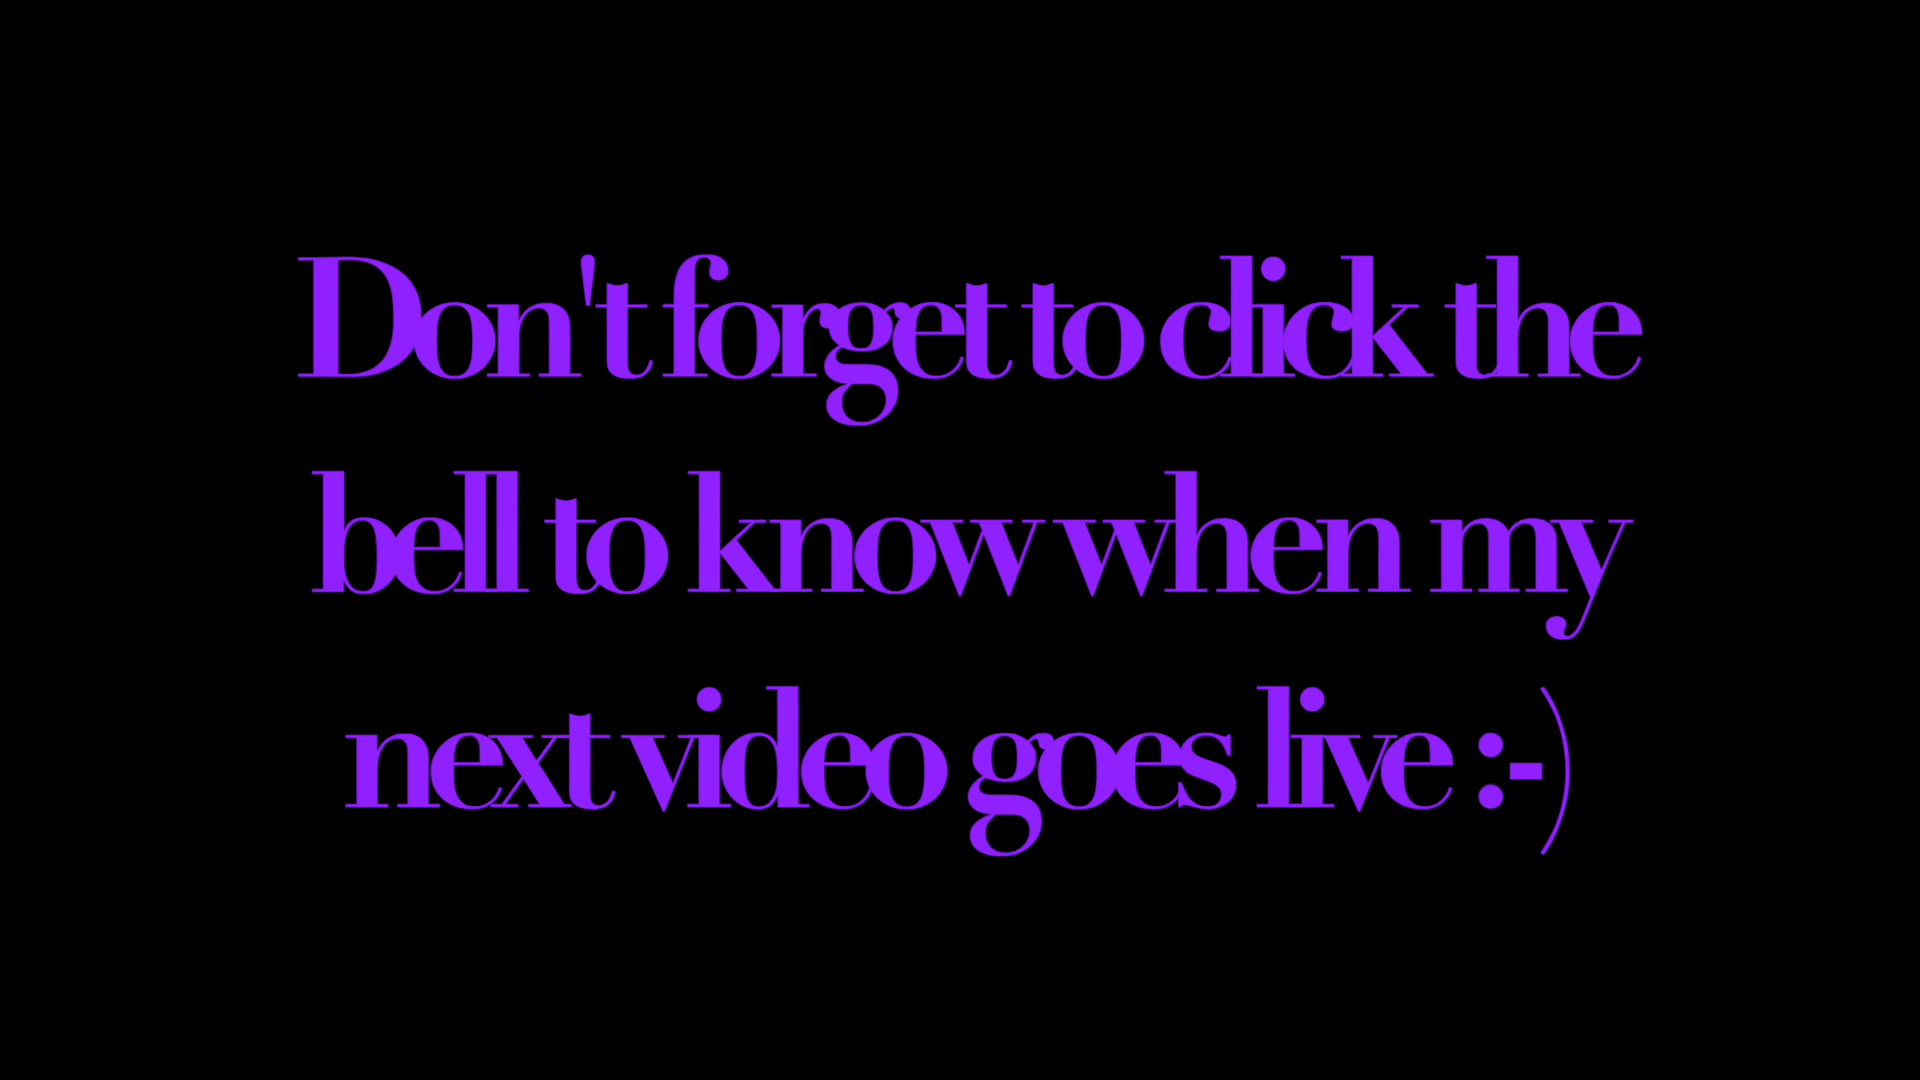 Don't forget to click the
bell to know when my
next video goes live :-)